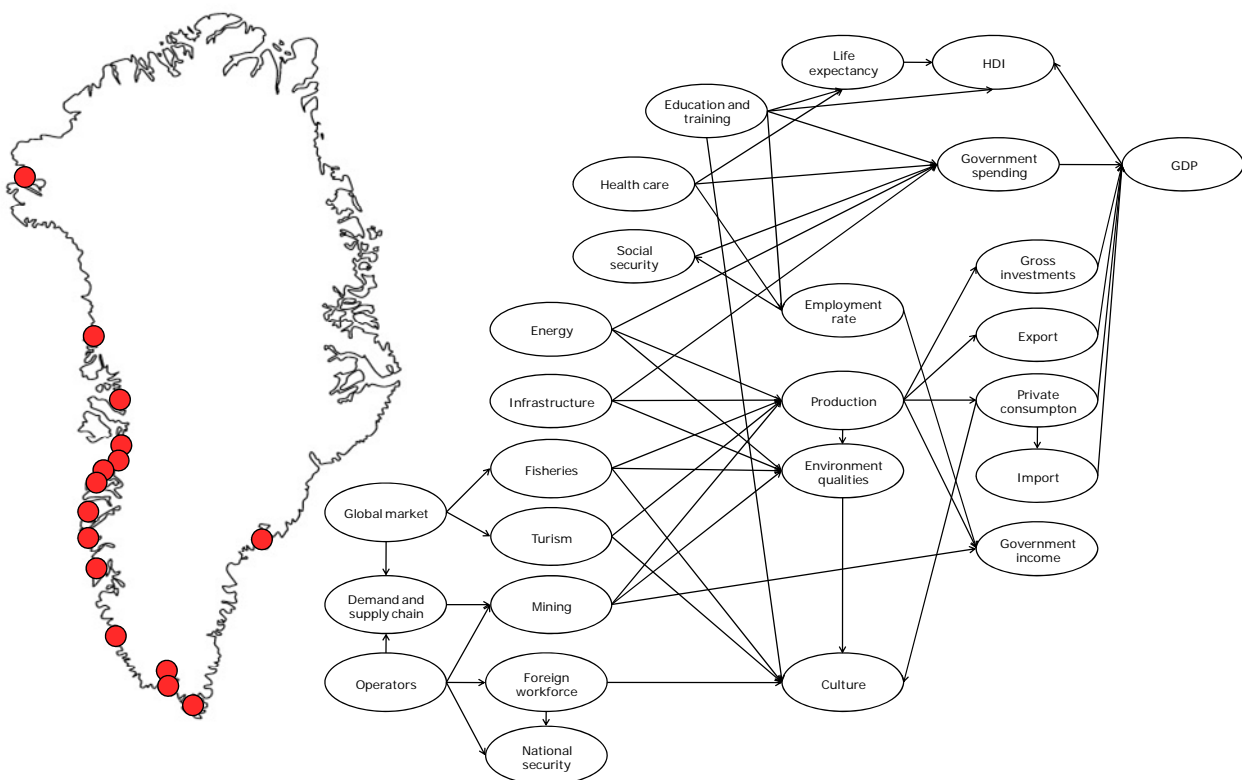 Life
expectancy
HDI
Education and
training
Government
spending
GDP
Health care
Social
security
Gross
investments
Employment
rate
Energy
Export
Infrastructure
Production
Private
consumpton
Fisheries
Environment
qualities
Import
Global market
Turism
Government
income
Demand and
supply chain
Mining
Operators
Foreign
workforce
Culture
National
security